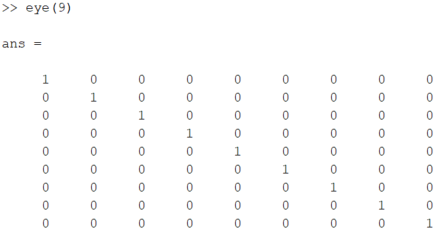 >> eye(9)
ans =
1 0 0 0 0 0 0 0 0
0 1 0 0 0 0 0 0 0
0 0 1 0 0 0 0 0 0
0 0 0 1 0 0 0 0 0
0 0 0 0 1 0 0 0 0
0 0 0 0 0 1 0 0 0
0 0 0 0 0 0 1 0 0
0 0 0 0 0 0 0 1 0
0 0 0 0 0 0 0 0 1